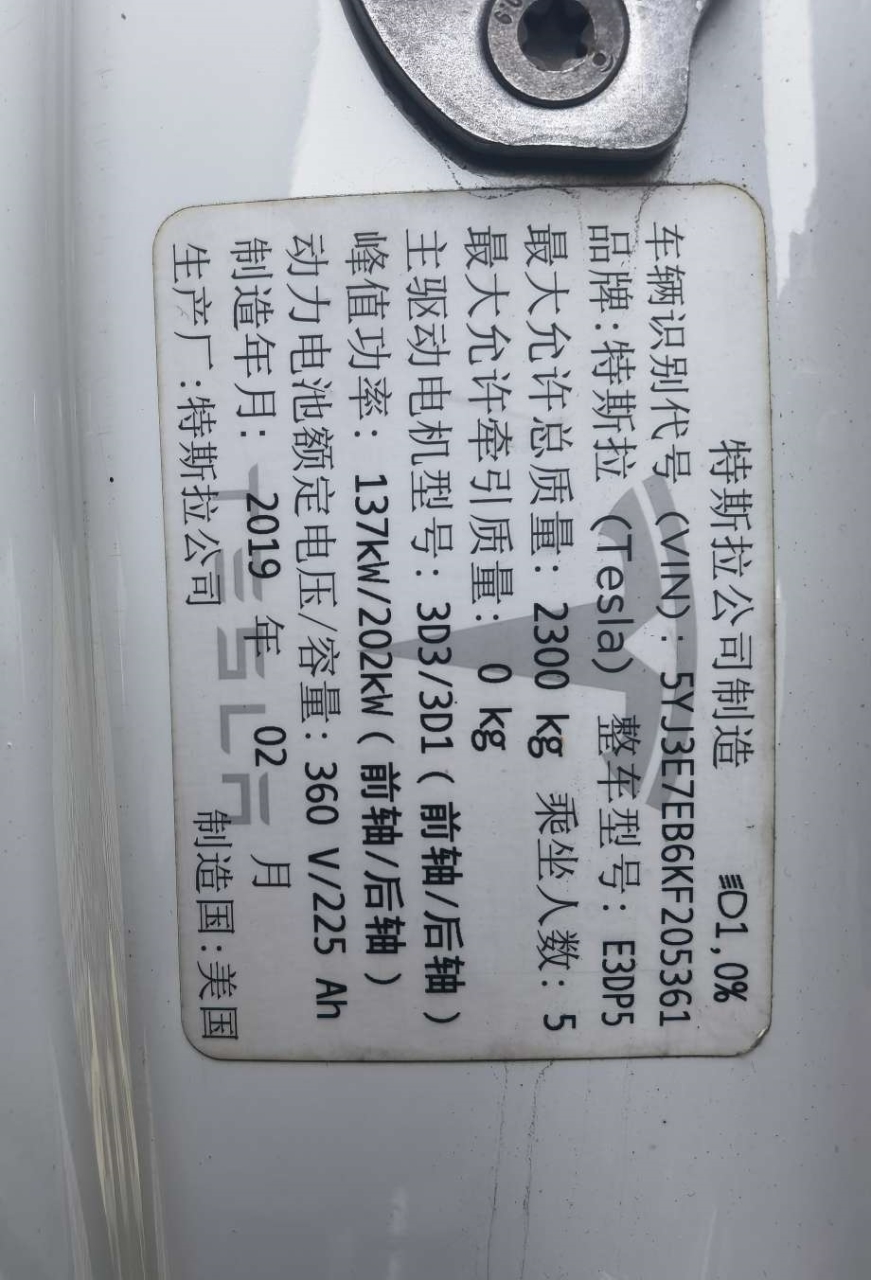 特斯拉公司制造 1,0%
车辆识别代号 (VIN): 5YJ3E7EB6KF205361
品牌:特斯拉 (Tesla) 整车型号: E3DP5
最大允许总质量: 2300 kg 乘坐人数: 5
最大允许牵引质量: 0 kg
主驱动电机型号: 3D3/3D1 (前轴/后轴)
峰值功率: 137kW/202kW (前轴/后轴)
动力电池额定电压/容量: 360 V/225 Ah
制造年月: 2019 年 02 月
生产厂:特斯拉公司 制造国:美国
TESLA